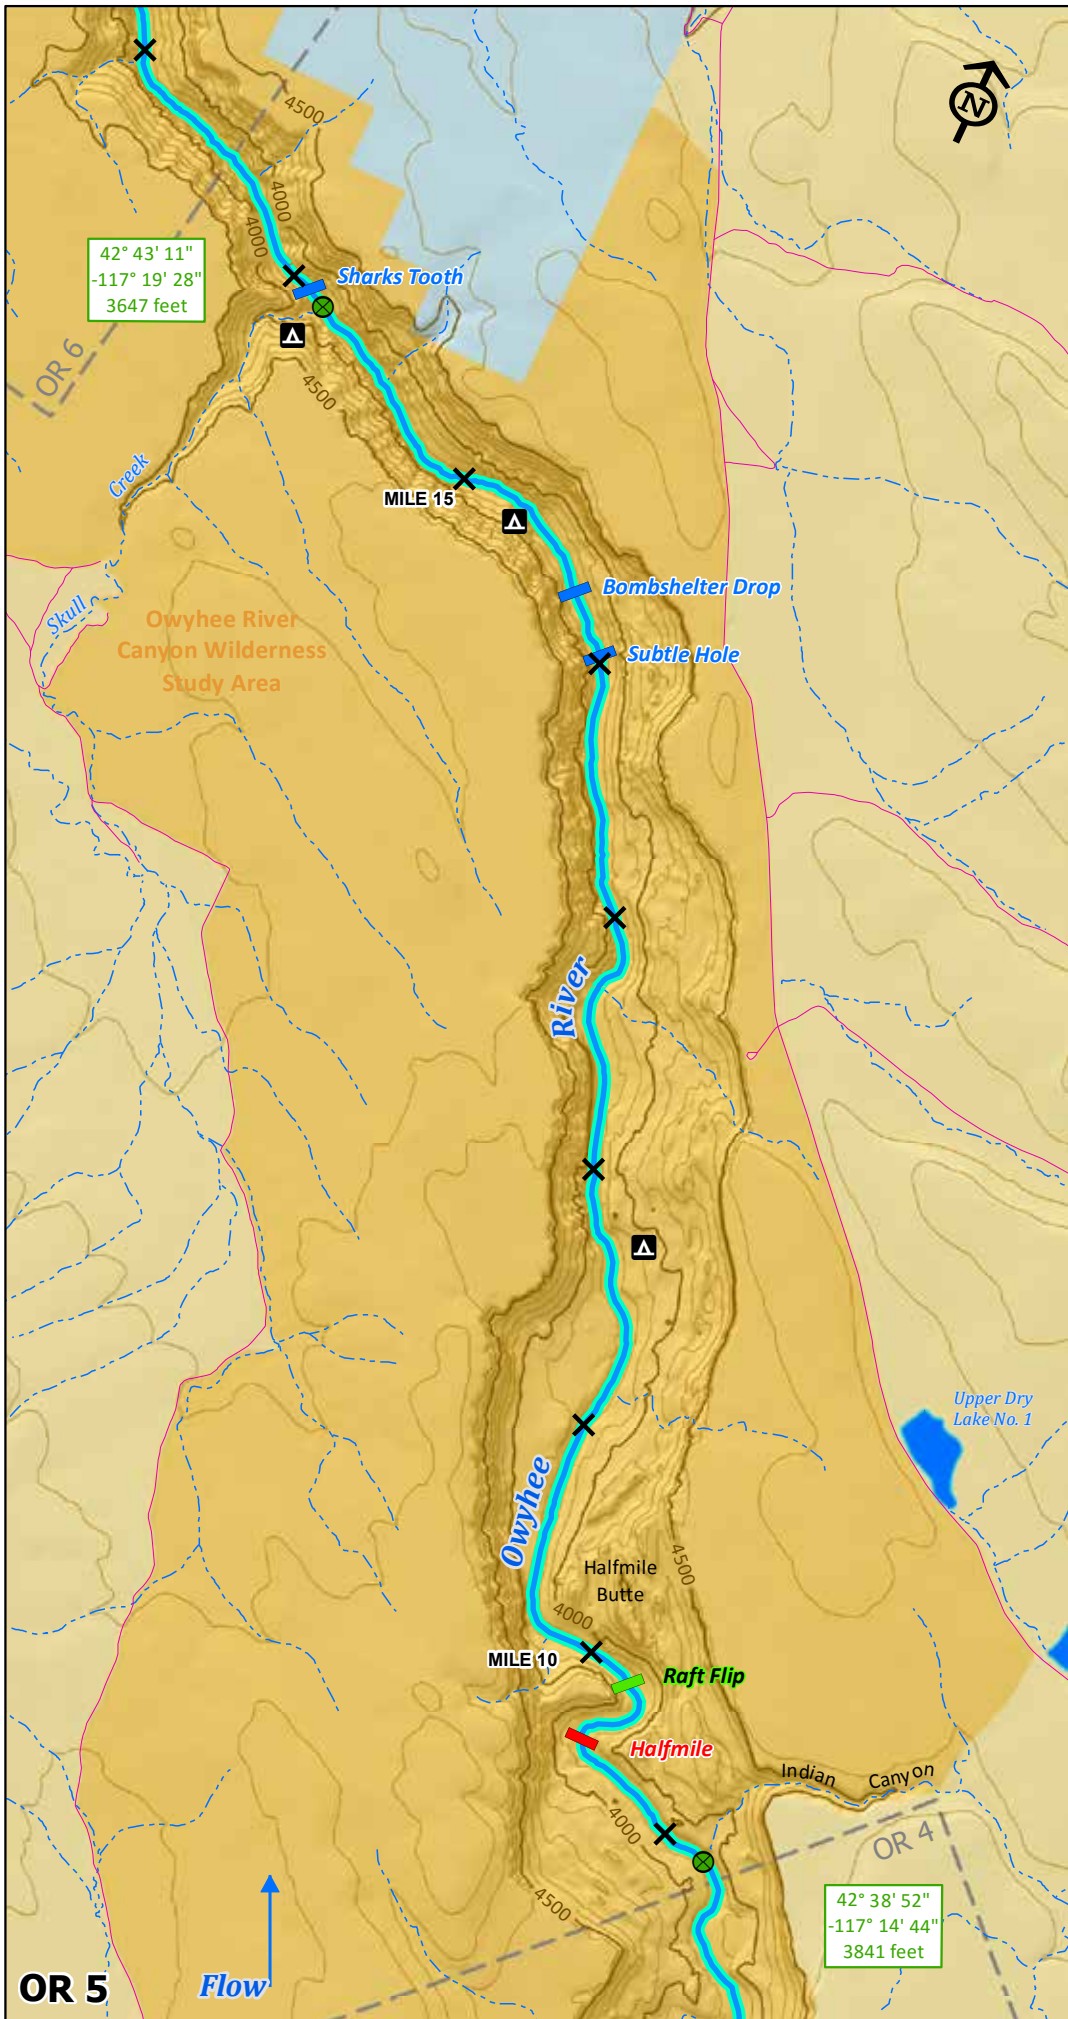 4500
N
4000
4000
42° 43' 11"
-117° 19' 28"
3647 feet
Sharks Tooth
OR 6
4500
Creek
MILE 15
Bombshelter Drop
Skull
Owyhee River
Canyon Wilderness
Study Area
Subtle Hole
River
Upper Dry
Lake No. 1
Owyhee
4500
Halfmile
Butte
4000
MILE 10
Raft Flip
Halfmile
Indian Canyon
4000
OR 4
4500
42° 38' 52"
-117° 14' 44"
3841 feet
OR 5
Flow